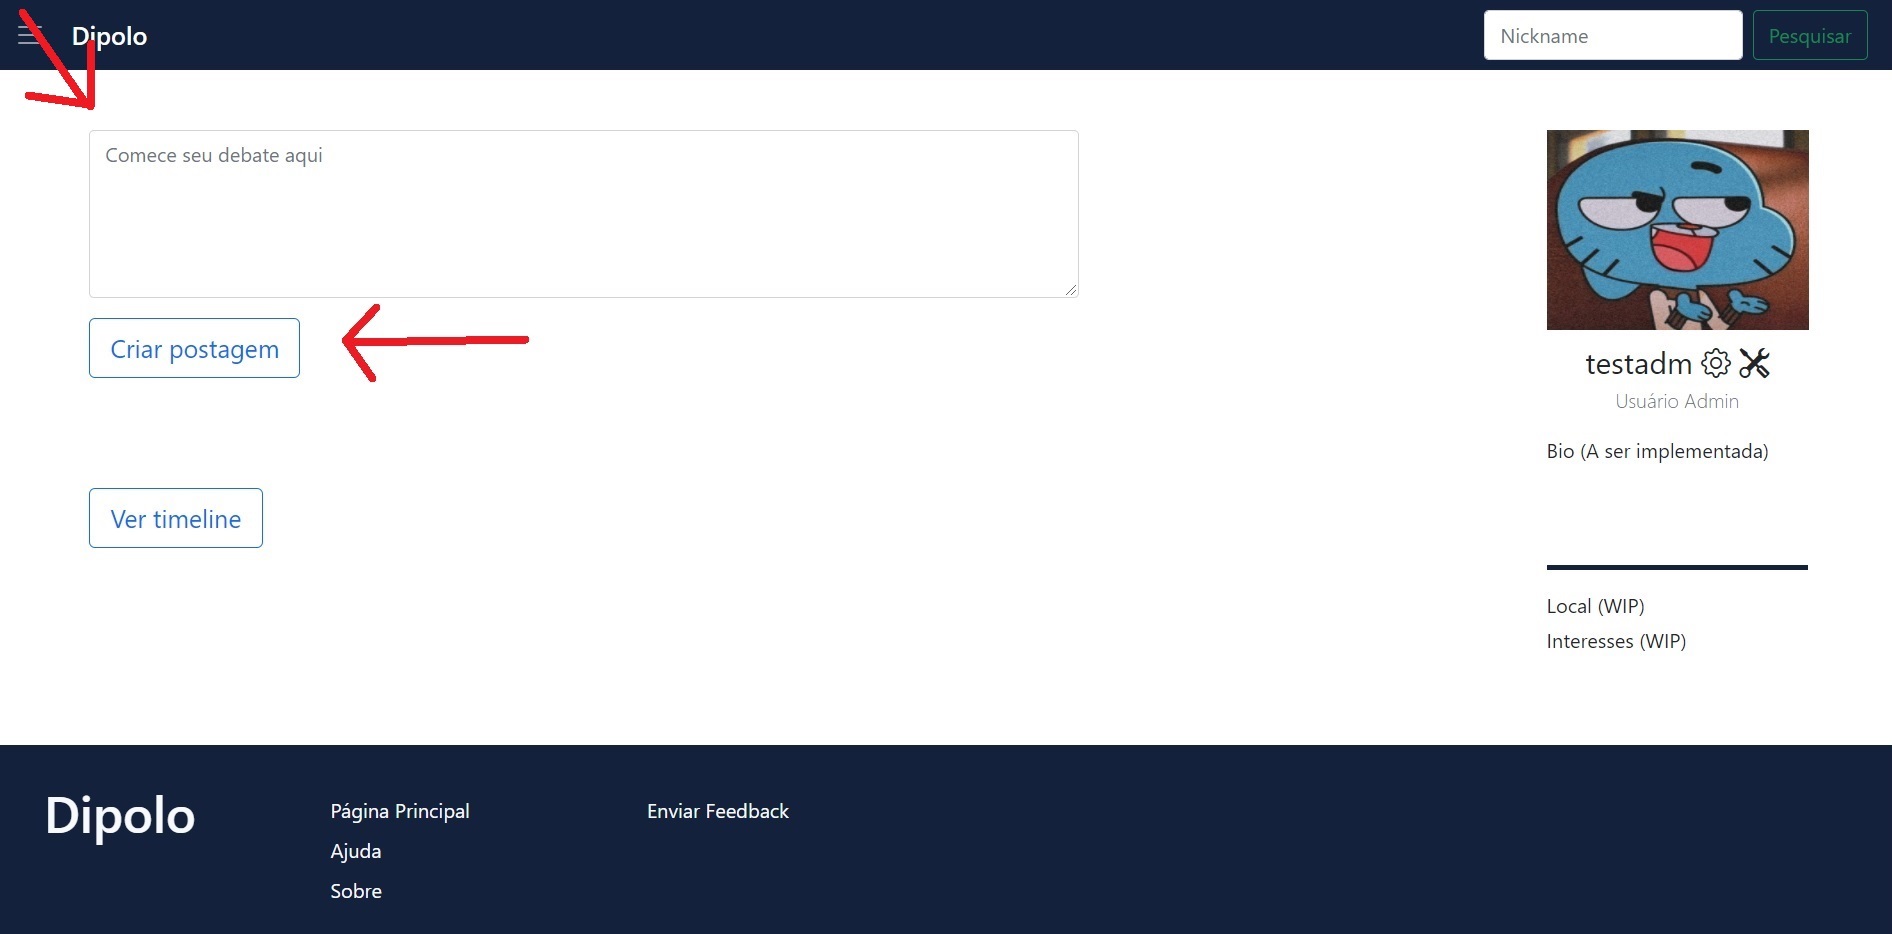 Dipolo
Nickname
Pesquisar
Comece seu debate aqui
Criar postagem
Ver timeline
testadm
Usuário Admin
Bio (A ser implementada)
Local (WIP)
Interesses (WIP)
Dipolo
Página Principal
Ajuda
Sobre
Enviar Feedback